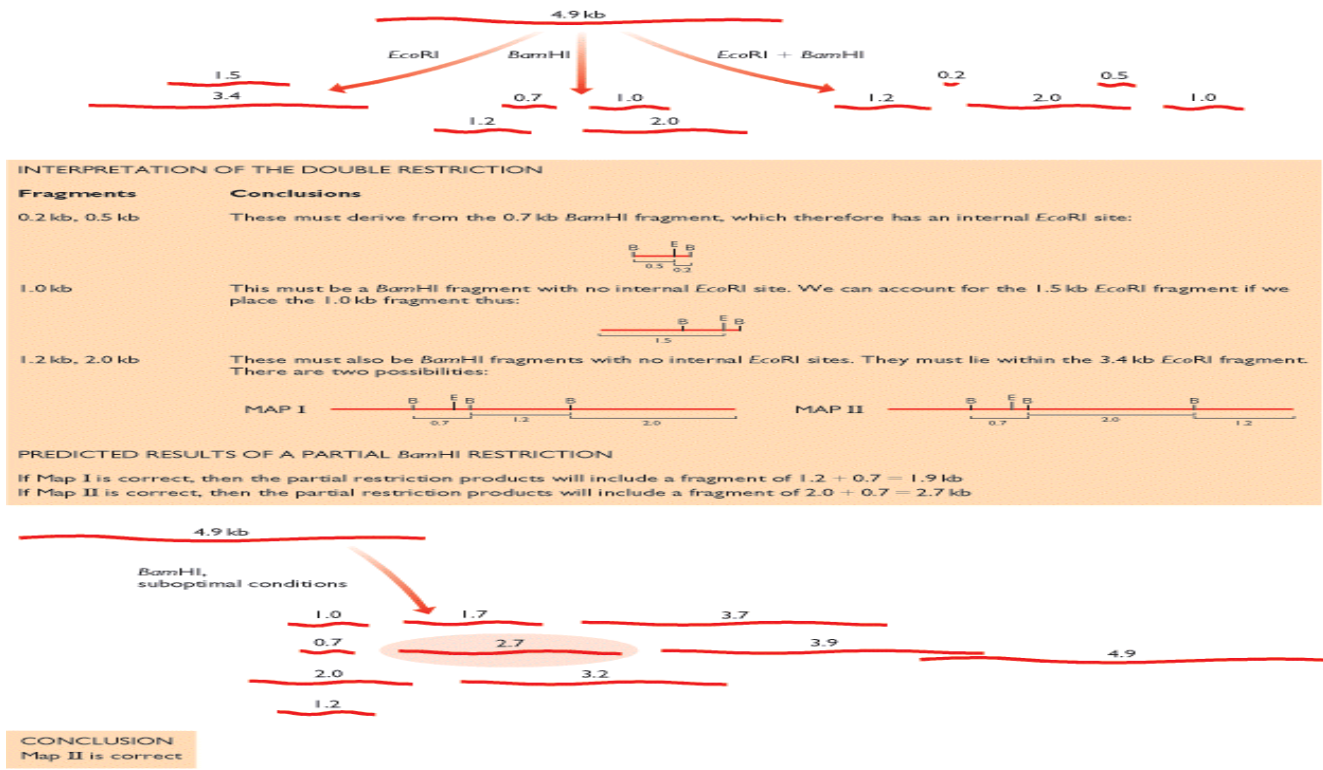 4.9 kb
EcoRI BamHI EcoRI + BamHI
1.5 0.2 0.5
3.4 0.7 1.0 1.2 2.0 1.0
1.2 2.0
INTERPRETATION OF THE DOUBLE RESTRICTION
Fragments Conclusions
0.2 kb, 0.5 kb These must derive from the 0.7 kb BamHI fragment, which therefore has an internal EcoRI site:
B E B
0.5 0.2
1.0 kb This must be a BamHI fragment with no internal EcoRI site. We can account for the 1.5 kb EcoRI fragment if we
place the 1.0 kb fragment thus:
B E B
1.5
1.2 kb, 2.0 kb These must also be BamHI fragments with no internal EcoRI sites. They must lie within the 3.4 kb EcoRI fragment.
There are two possibilities:
B E B B B E B B
MAP I MAP II
0.7 1.2 2.0 0.7 2.0 1.2
PREDICTED RESULTS OF A PARTIAL BamHI RESTRICTION
If Map I is correct, then the partial restriction products will include a fragment of 1.2 + 0.7 = 1.9 kb
If Map II is correct, then the partial restriction products will include a fragment of 2.0 + 0.7 = 2.7 kb
4.9 kb
BamHI,
suboptimal conditions
1.0 1.7 3.7
0.7 2.7 3.9 4.9
2.0 3.2
1.2
CONCLUSION
Map II is correct